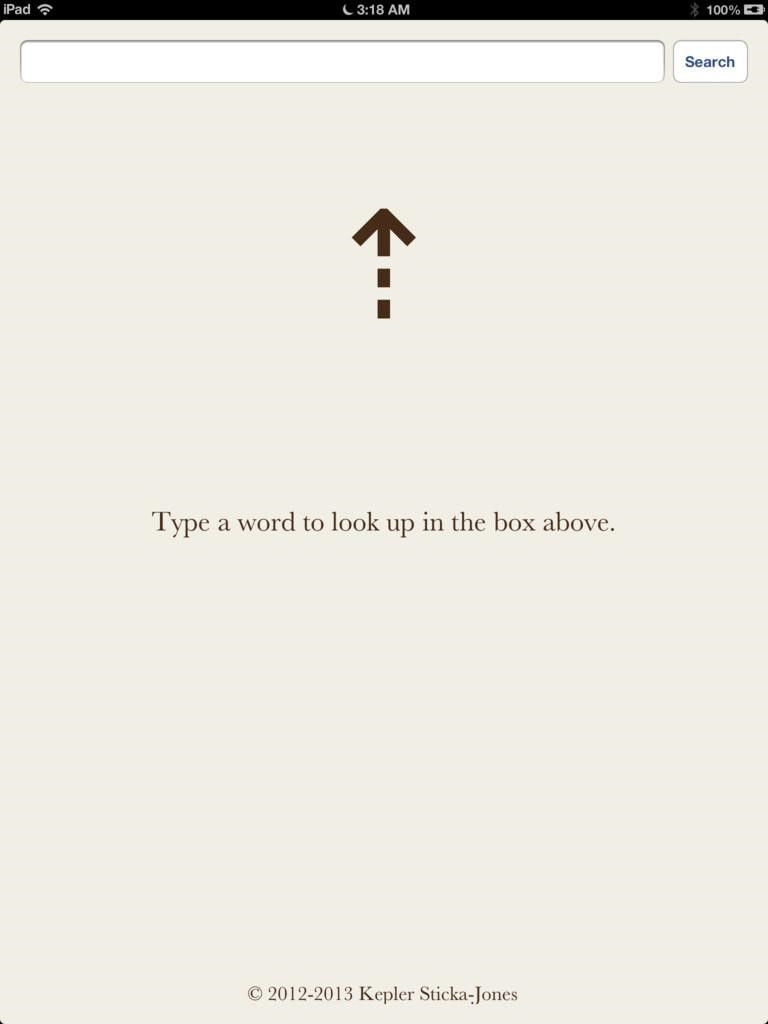 iPad 3:18 AM 100%
Search
Type a word to look up in the box above.
© 2012-2013 Kepler Sticka-Jones